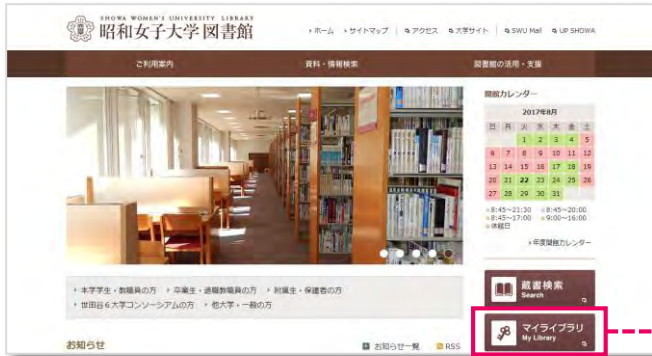 SHOWA WOMEN'S UNIVERSITY LIBRARY
昭和女子大学図書館
ホーム サイトマップ アクセス 大学サイト SWU Mail UP SHOWA
ご利用案内 資料・情報検索 図書館の活用・支援
開館カレンダー
2017年8月
日 月 火 水 木 金 土
1 2 3 4 5
6 7 8 9 10 11 12
13 14 15 16 17 18 19
20 21 22 23 24 25 26
27 28 29 30 31
8:45～21:30 8:45～20:00
8:45～17:00 9:00～16:00
休館日
年度開館カレンダー
本学学生・教職員の方 卒業生・退職教職員の方 附属生・保護者の方
世田谷6大学コンソーシアムの方 他大学・一般の方
蔵書検索
Search
マイライブラリ
My Library
お知らせ お知らせ一覧 RSS